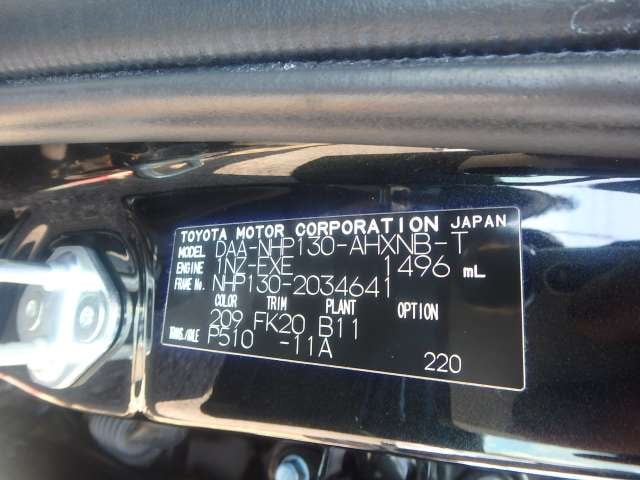 TOYOTA MOTOR CORPORATION JAPAN
MODEL DAA-NHP130-AHXNB-T
ENGINE 1NZ-EXE 1496 mL
FRAME No. NHP130-2034641
COLOR TRIM PLANT OPTION
209 FK20 B11
TRANS./AXLE P510 -11A
220